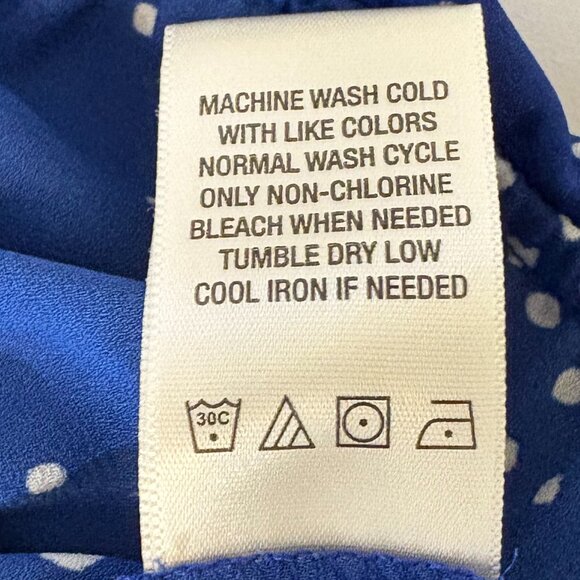 MACHINE WASH COLD
WITH LIKE COLORS
NORMAL WASH CYCLE
ONLY NON-CHLORINE
BLEACH WHEN NEEDED
TUMBLE DRY LOW
COOL IRON IF NEEDED
30C